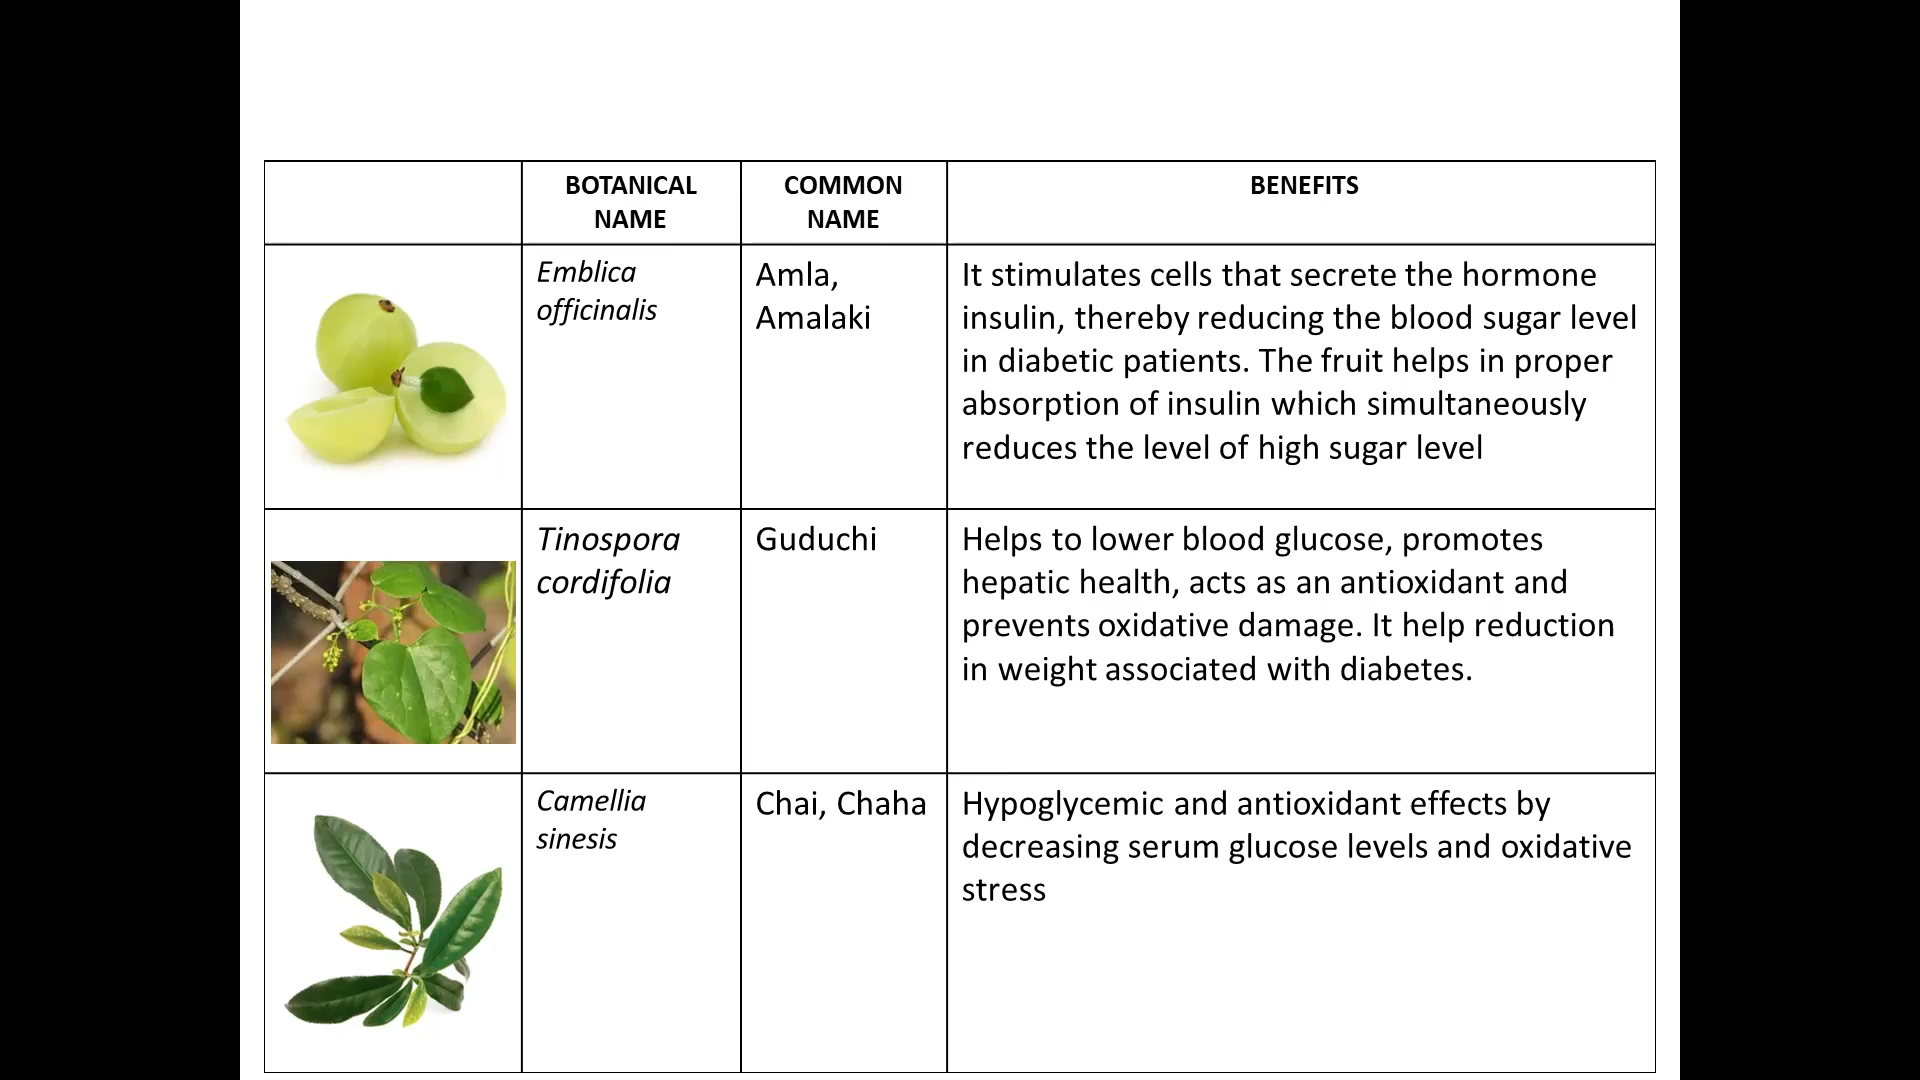 BOTANICAL
NAME
COMMON
NAME
BENEFITS
Emblica
officinalis
Amla,
Amalaki
It stimulates cells that secrete the hormone
insulin, thereby reducing the blood sugar level
in diabetic patients. The fruit helps in proper
absorption of insulin which simultaneously
reduces the level of high sugar level
Tinospora
cordifolia
Guduchi
Helps to lower blood glucose, promotes
hepatic health, acts as an antioxidant and
prevents oxidative damage. It help reduction
in weight associated with diabetes.
Camellia
sinesis
Chai, Chaha
Hypoglycemic and antioxidant effects by
decreasing serum glucose levels and oxidative
stress